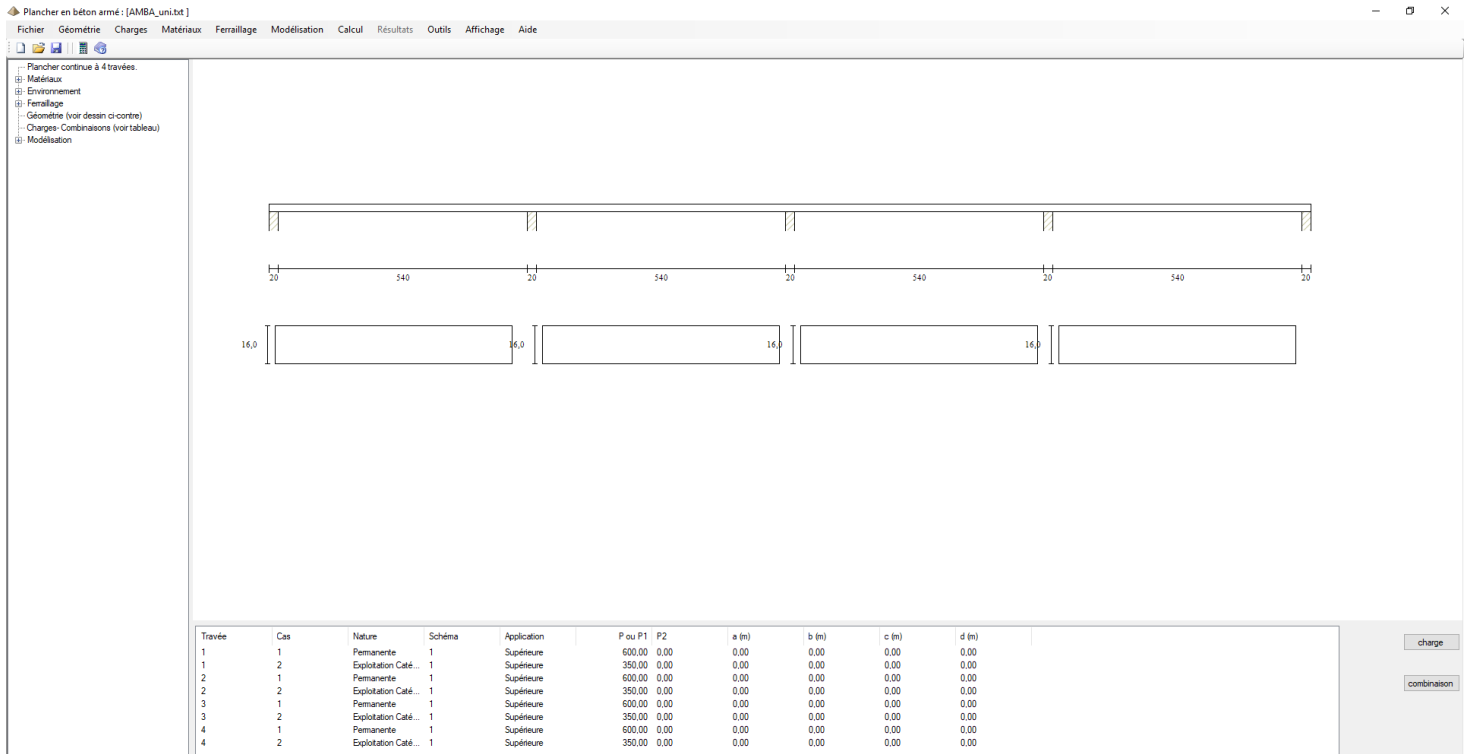 Plancher en béton armé : [AMBA_uni.txt ]
Fichier Géométrie Charges Matériaux Ferraillage Modélisation Calcul Résultats Outils Affichage Aide
Plancher continue à 4 travées.
Matériaux
Environnement
Ferraillage
Géométrie (voir dessin ci-contre)
Charges- Combinaisons (voir tableau)
Modélisation
20 540 20 540 20 540 20 540 20
16,0 16,0 16,0 16,0
Travée Cas Nature Schéma Application P ou P1 P2 a (m) b (m) c (m) d (m)
1 1 Permanente 1 Supérieure 600,00 0,00 0,00 0,00 0,00 0,00
1 2 Exploitation Caté... 1 Supérieure 350,00 0,00 0,00 0,00 0,00 0,00
2 1 Permanente 1 Supérieure 600,00 0,00 0,00 0,00 0,00 0,00
2 2 Exploitation Caté... 1 Supérieure 350,00 0,00 0,00 0,00 0,00 0,00
3 1 Permanente 1 Supérieure 600,00 0,00 0,00 0,00 0,00 0,00
3 2 Exploitation Caté... 1 Supérieure 350,00 0,00 0,00 0,00 0,00 0,00
4 1 Permanente 1 Supérieure 600,00 0,00 0,00 0,00 0,00 0,00
4 2 Exploitation Caté... 1 Supérieure 350,00 0,00 0,00 0,00 0,00 0,00
charge
combinaison